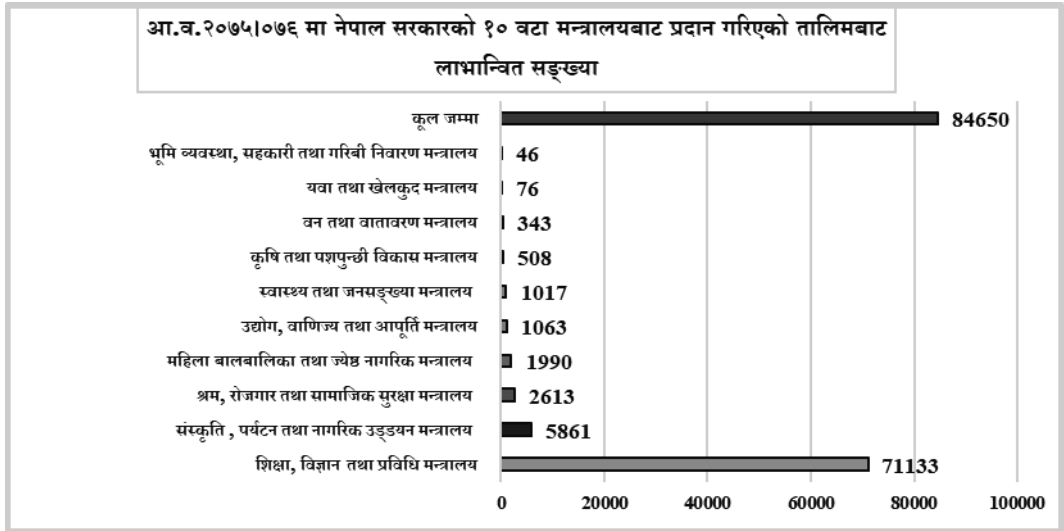 आ.व.२०७५।०७६ मा नेपाल सरकारको १० वटा मन्त्रालयबाट प्रदान गरिएको तालिमबाट
लाभान्वित सङ्ख्या
कूल जम्मा 84650
भूमि व्यवस्था, सहकारी तथा गरिबी निवारण मन्त्रालय 46
यवा तथा खेलकुद मन्त्रालय 76
वन तथा वातावरण मन्त्रालय 343
कृषि तथा पशपुन्छी विकास मन्त्रालय 508
स्वास्थ्य तथा जनसङ्ख्या मन्त्रालय 1017
उद्योग, वाणिज्य तथा आपूर्ति मन्त्रालय 1063
महिला बालबालिका तथा ज्येष्ठ नागरिक मन्त्रालय 1990
श्रम, रोजगार तथा सामाजिक सुरक्षा मन्त्रालय 2613
संस्कृति , पर्यटन तथा नागरिक उड्डयन मन्त्रालय 5861
शिक्षा, विज्ञान तथा प्रविधि मन्त्रालय 71133
0 20000 40000 60000 80000 100000